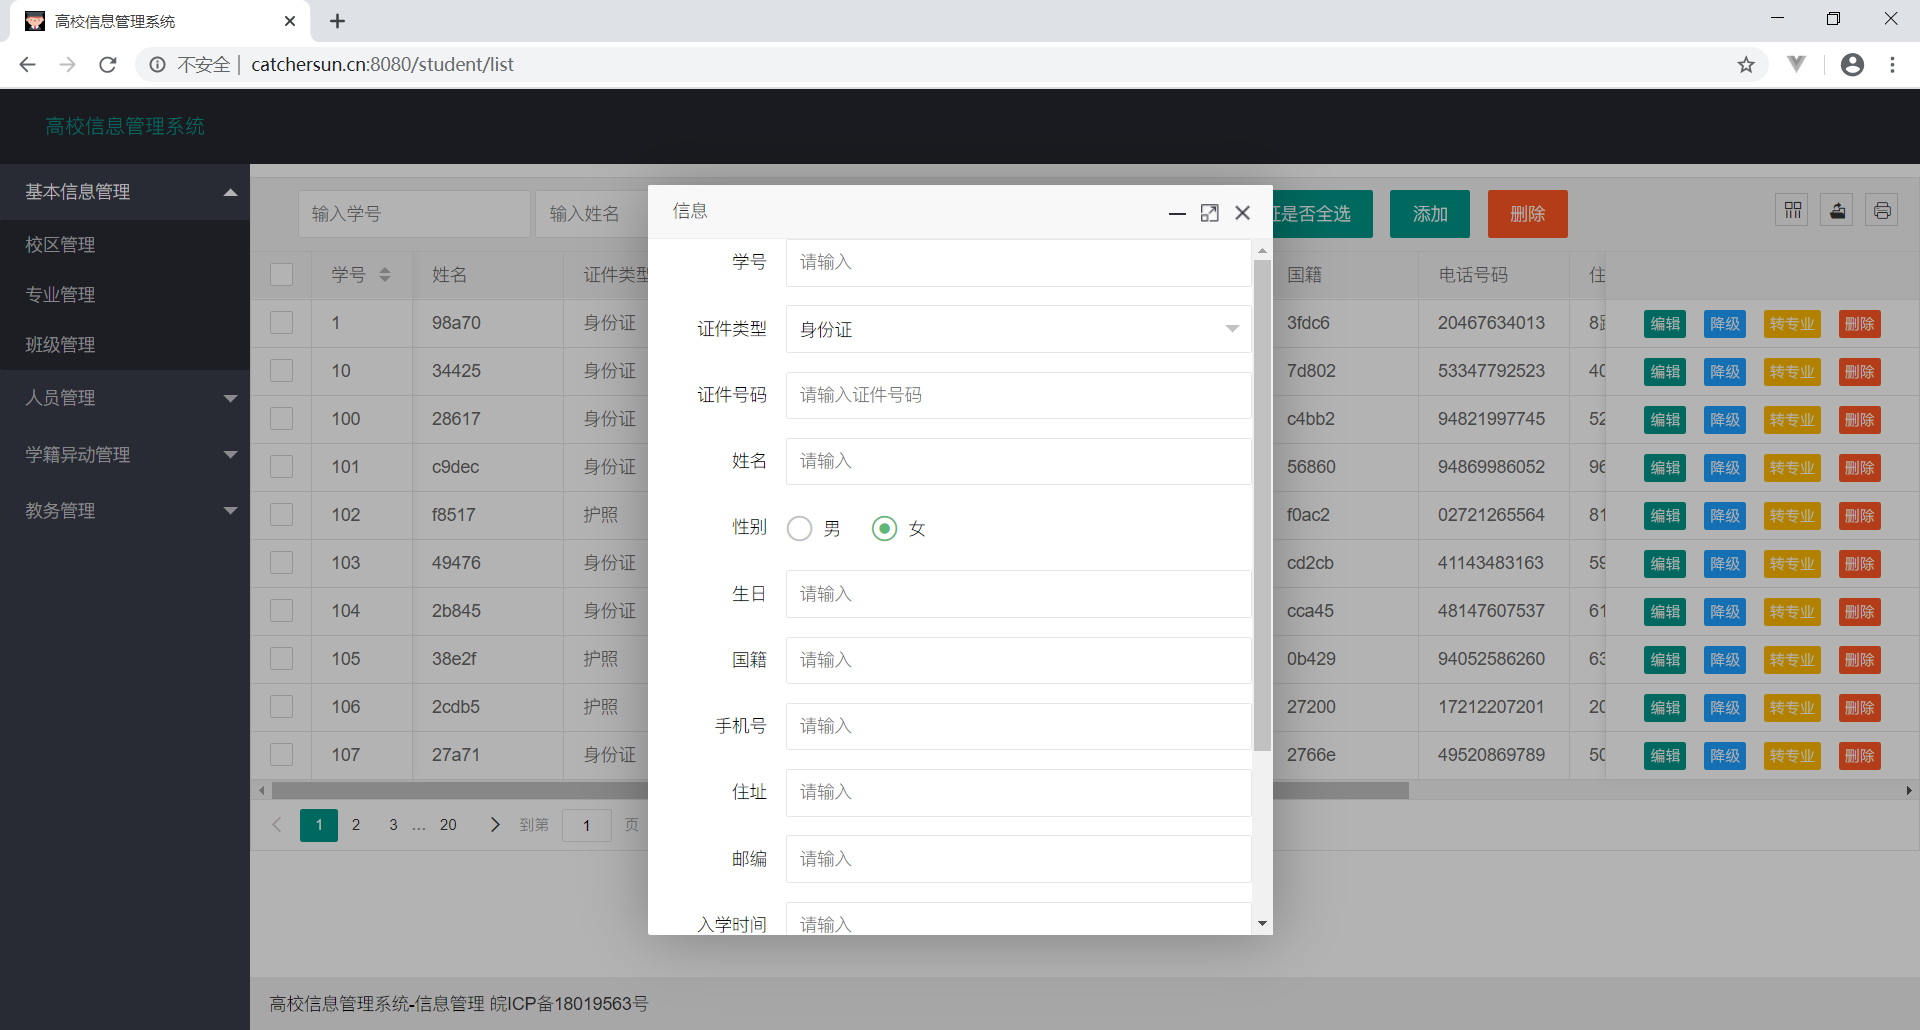 高校信息管理系统
不安全 | catchersun.cn:8080/student/list
高校信息管理系统
基本信息管理
校区管理
专业管理
班级管理
人员管理
学籍异动管理
教务管理
输入学号 输入姓名 是否全选 添加 删除
学号 姓名 证件类型 国籍 电话号码 住
1 98a70 身份证 3fdc6 20467634013 编辑 降级 转专业 删除
10 34425 身份证 7d802 53347792523 40 编辑 降级 转专业 删除
100 28617 身份证 c4bb2 94821997745 52 编辑 降级 转专业 删除
101 c9dec 身份证 56860 94869986052 96 编辑 降级 转专业 删除
102 f8517 护照 f0ac2 02721265564 81 编辑 降级 转专业 删除
103 49476 身份证 cd2cb 41143483163 59 编辑 降级 转专业 删除
104 2b845 身份证 cca45 48147607537 61 编辑 降级 转专业 删除
105 38e2f 护照 0b429 94052586260 63 编辑 降级 转专业 删除
106 2cdb5 护照 27200 17212207201 20 编辑 降级 转专业 删除
107 27a71 身份证 2766e 49520869789 50 编辑 降级 转专业 删除
1 2 3 ... 20 到第 1 页
信息
学号 请输入
证件类型 身份证
证件号码 请输入证件号码
姓名 请输入
性别 男 女
生日 请输入
国籍 请输入
手机号 请输入
住址 请输入
邮编 请输入
入学时间 请输入
高校信息管理系统-信息管理 皖ICP备18019563号